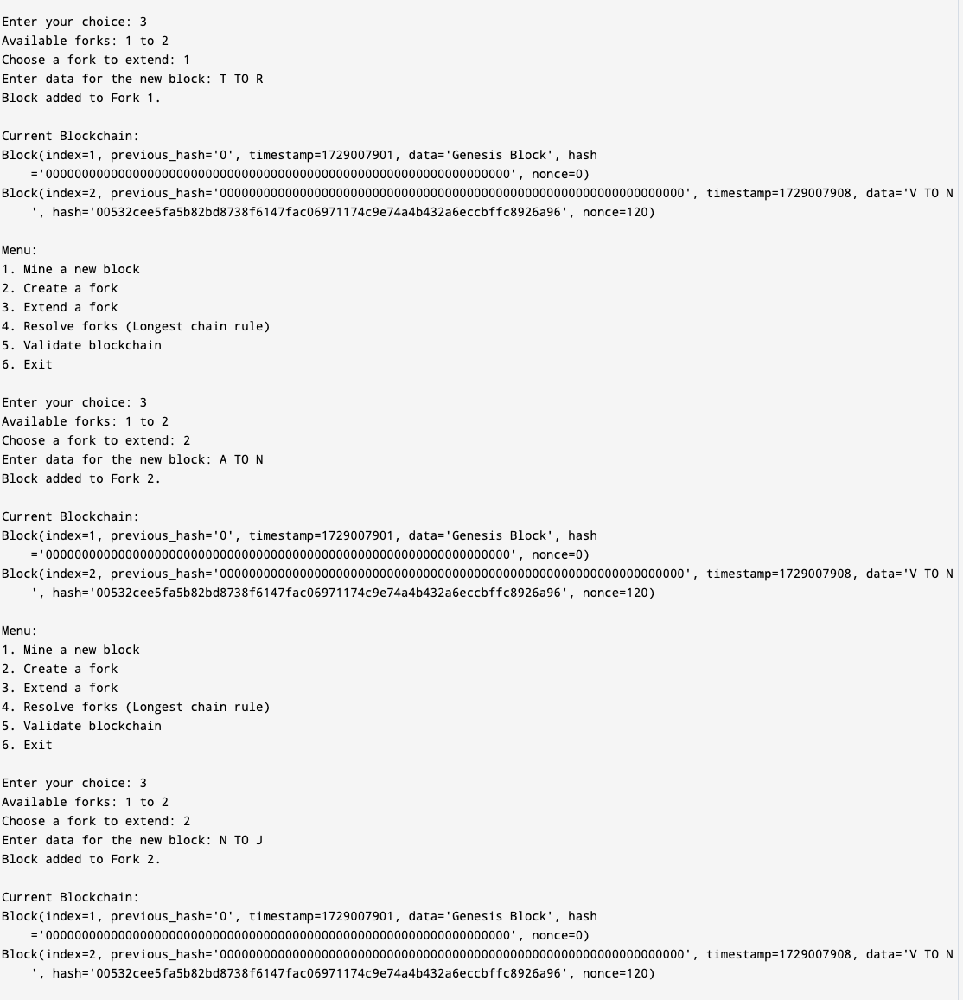 Enter your choice: 3
Available forks: 1 to 2
Choose a fork to extend: 1
Enter data for the new block: T TO R
Block added to Fork 1.
Current Blockchain:
Block(index=1, previous_hash='0', timestamp=1729007901, data='Genesis Block', hash
='0000000000000000000000000000000000000000000000000000000000000000', nonce=0)
Block(index=2, previous_hash='0000000000000000000000000000000000000000000000000000000000000000', timestamp=1729007908, data='V TO N
', hash='00532cee5fa5b82bd8738f6147fac06971174c9e74a4b432a6eccbffc8926a96', nonce=120)
Menu:
1. Mine a new block
2. Create a fork
3. Extend a fork
4. Resolve forks (Longest chain rule)
5. Validate blockchain
6. Exit
Enter your choice: 3
Available forks: 1 to 2
Choose a fork to extend: 2
Enter data for the new block: A TO N
Block added to Fork 2.
Current Blockchain:
Block(index=1, previous_hash='0', timestamp=1729007901, data='Genesis Block', hash
='0000000000000000000000000000000000000000000000000000000000000000', nonce=0)
Block(index=2, previous_hash='0000000000000000000000000000000000000000000000000000000000000000', timestamp=1729007908, data='V TO N
', hash='00532cee5fa5b82bd8738f6147fac06971174c9e74a4b432a6eccbffc8926a96', nonce=120)
Menu:
1. Mine a new block
2. Create a fork
3. Extend a fork
4. Resolve forks (Longest chain rule)
5. Validate blockchain
6. Exit
Enter your choice: 3
Available forks: 1 to 2
Choose a fork to extend: 2
Enter data for the new block: N TO J
Block added to Fork 2.
Current Blockchain:
Block(index=1, previous_hash='0', timestamp=1729007901, data='Genesis Block', hash
='0000000000000000000000000000000000000000000000000000000000000000', nonce=0)
Block(index=2, previous_hash='0000000000000000000000000000000000000000000000000000000000000000', timestamp=1729007908, data='V TO N
', hash='00532cee5fa5b82bd8738f6147fac06971174c9e74a4b432a6eccbffc8926a96', nonce=120)